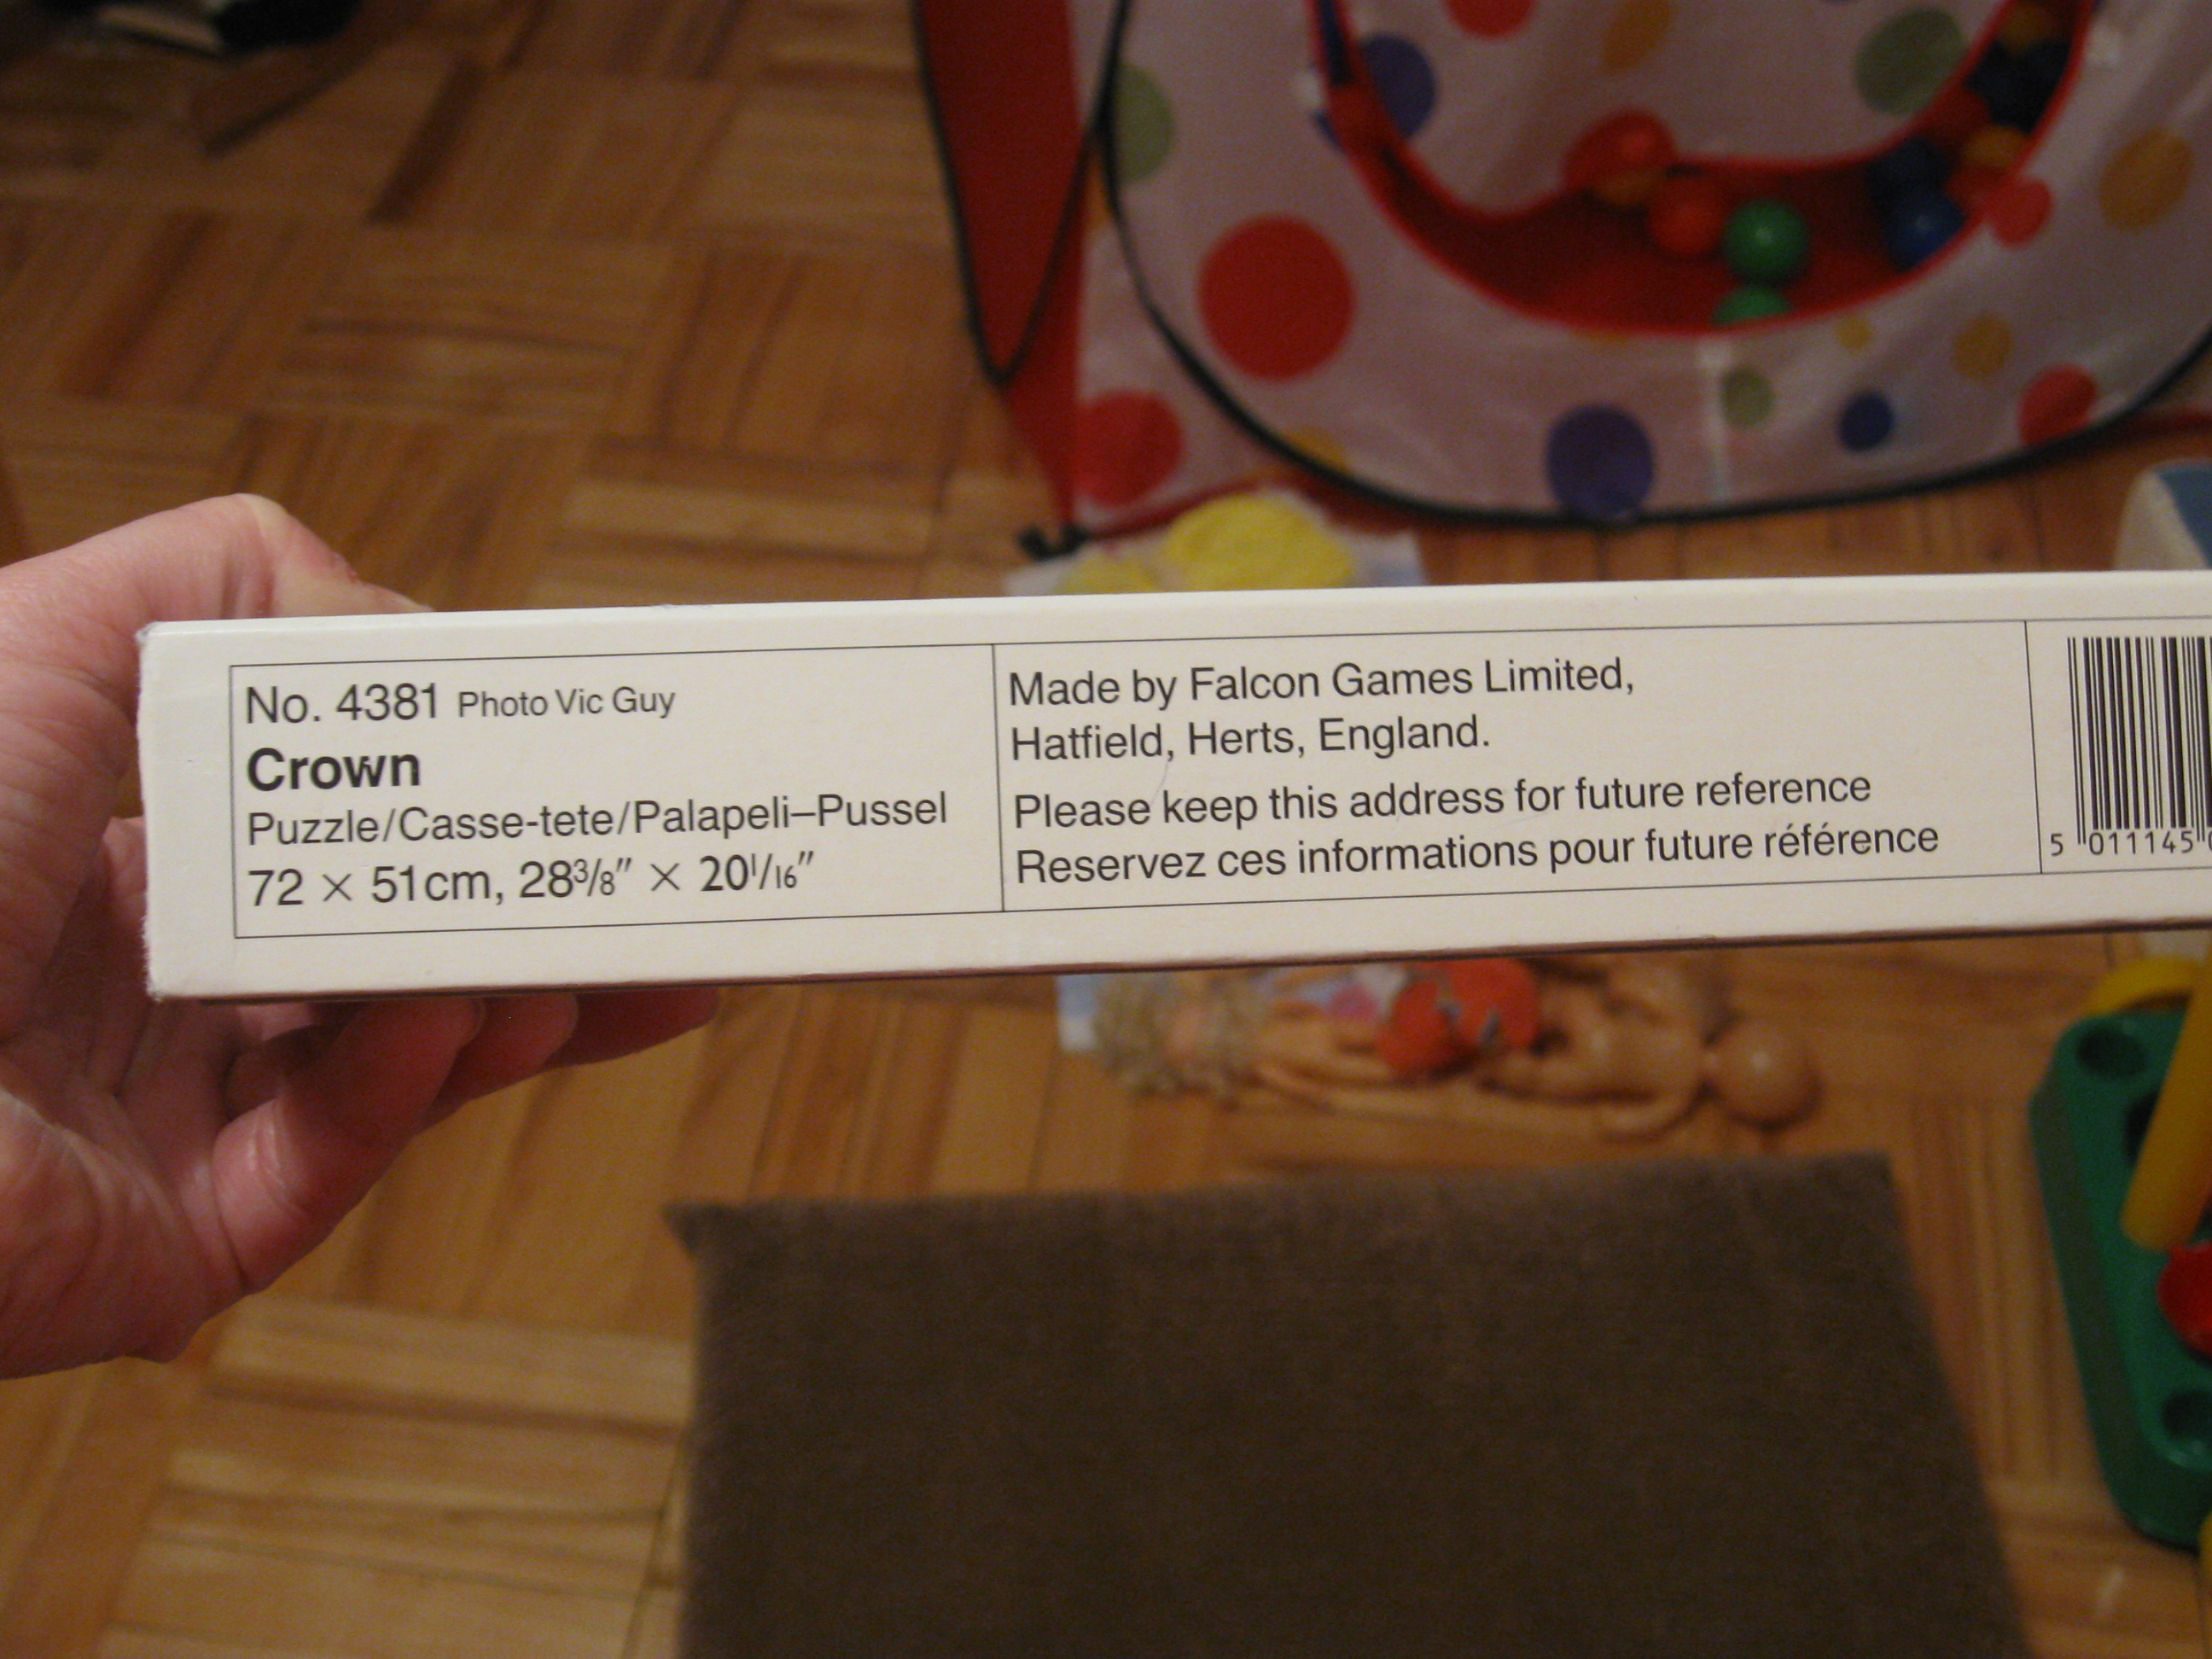 No. 4381 Photo Vic Guy
Crown
Puzzle/Casse-tete/Palapeli–Pussel
72 × 51cm, 28³/₈″ × 20¹/₁₆″
Made by Falcon Games Limited,
Hatfield, Herts, England.
Please keep this address for future reference
Reservez ces informations pour future référence
5 011145